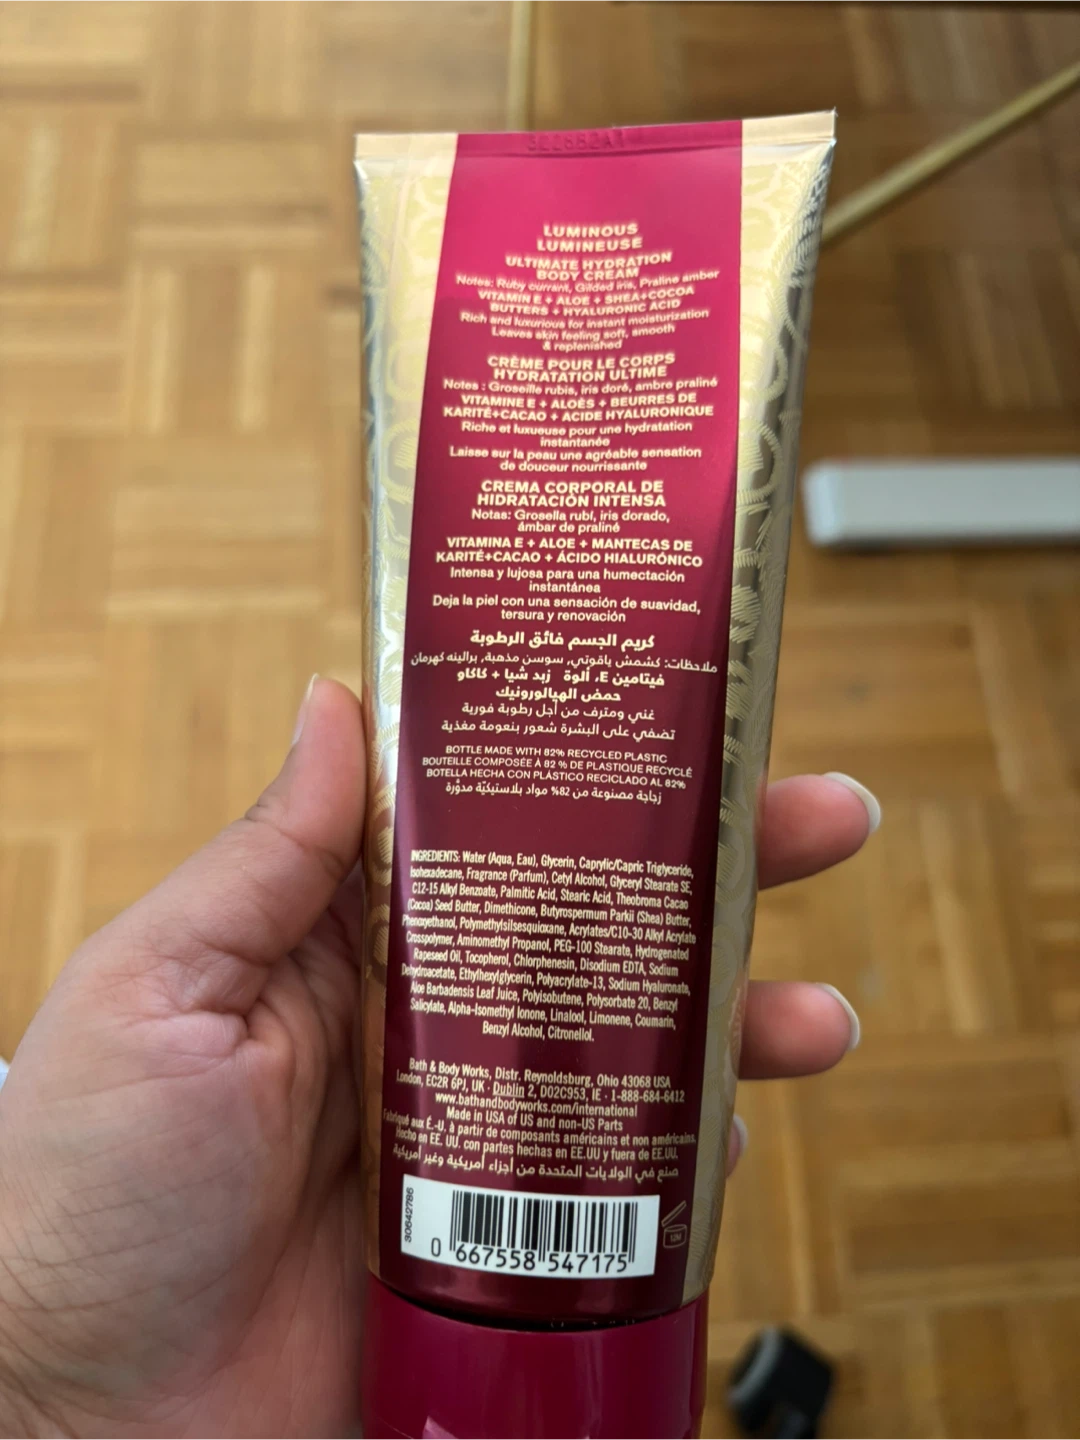 LUMINOUS
LUMINEUSE
ULTIMATE HYDRATION
BODY CREAM
Notes: Ruby currant, Gilded iris, Praline amber
VITAMIN E + ALOE + SHEA+COCOA
BUTTERS + HYALURONIC ACID
Rich and luxurious for instant moisturization
Leaves skin feeling soft, smooth
& replenished
CRÈME POUR LE CORPS
HYDRATATION ULTIME
Notes : Groseille rubis, iris doré, ambre praliné
VITAMINE E + ALOÈS + BEURRES DE
KARITÉ+CACAO + ACIDE HYALURONIQUE
Riche et luxueuse pour une hydratation
instantanée
Laisse sur la peau une agréable sensation
de douceur nourrissante
CREMA CORPORAL DE
HIDRATACIÓN INTENSA
Notas: Grosella rubí, iris dorado,
ámbar de praliné
VITAMINA E + ALOE + MANTECAS DE
KARITÉ+CACAO + ÁCIDO HIALURÓNICO
Intensa y lujosa para una humectación
instantánea
Deja la piel con una sensación de suavidad,
tersura y renovación
كريم الجسم فائق الرطوبة
ملاحظات: كشمش ياقوتي، سوسن مذهبة، برالينه كهرمان
فيتامين E، ألوة زبد شيا + كاكاو
حمض الهيالورونيك
غني ومترف من أجل رطوبة فورية
تضفي على البشرة شعور بنعومة مغذية
BOTTLE MADE WITH 82% RECYCLED PLASTIC
BOUTEILLE COMPOSÉE À 82 % DE PLASTIQUE RECYCLÉ
BOTELLA HECHA CON PLÁSTICO RECICLADO AL 82%
زجاجة مصنوعة من 82% مواد بلاستيكيّة مدوّرة
INGREDIENTS: Water (Aqua, Eau), Glycerin, Caprylic/Capric Triglyceride,
Isohexadecane, Fragrance (Parfum), Cetyl Alcohol, Glyceryl Stearate SE,
C12-15 Alkyl Benzoate, Palmitic Acid, Stearic Acid, Theobroma Cacao
(Cocoa) Seed Butter, Dimethicone, Butyrospermum Parkii (Shea) Butter,
Phenoxyethanol, Polymethylsilsesquioxane, Acrylates/C10-30 Alkyl Acrylate
Crosspolymer, Aminomethyl Propanol, PEG-100 Stearate, Hydrogenated
Rapeseed Oil, Tocopherol, Chlorphenesin, Disodium EDTA, Sodium
Dehydroacetate, Ethylhexylglycerin, Polyacrylate-13, Sodium Hyaluronate,
Aloe Barbadensis Leaf Juice, Polyisobutene, Polysorbate 20, Benzyl
Salicylate, Alpha-Isomethyl Ionone, Linalool, Limonene, Coumarin,
Benzyl Alcohol, Citronellol.
Bath & Body Works, Distr. Reynoldsburg, Ohio 43068 USA
London, EC2R 6PJ, UK · Dublin 2, D02C953, IE · 1-888-684-6412
www.bathandbodyworks.com/international
Made in USA of US and non-US Parts
Fabriqué aux É.-U. à partir de composants américains et non américains.
Hecho en EE. UU. con partes hechas en EE.UU y fuera de EE.UU.
صنع في الولايات المتحدة من أجزاء أمريكية وغير أمريكية
30642786
0 667558 547175
12M